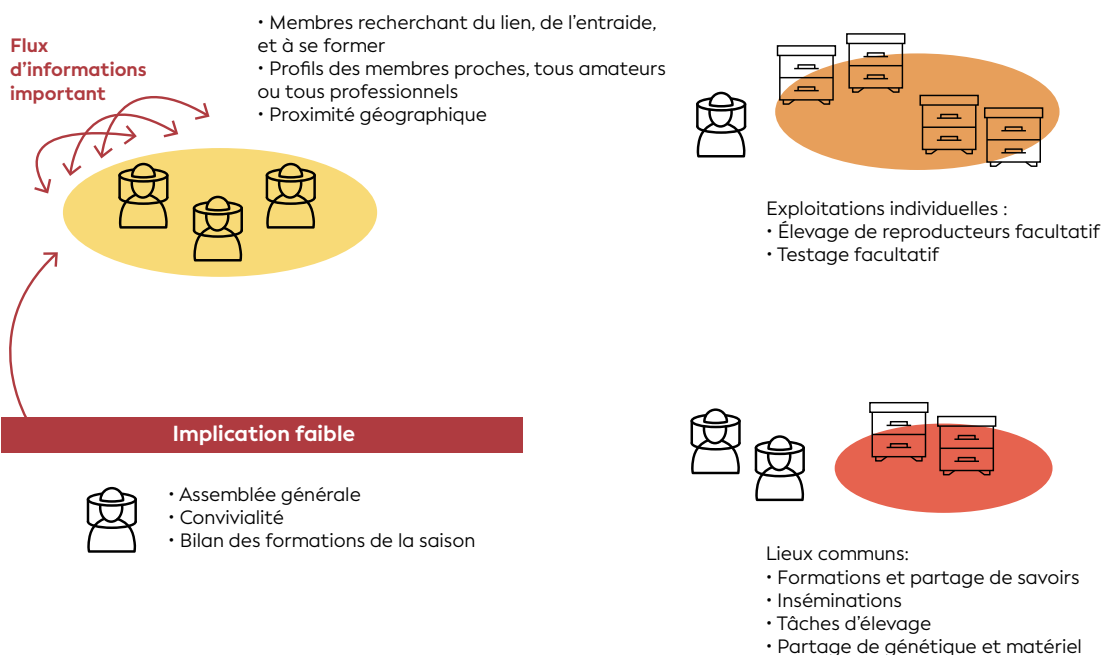 Flux
d'informations
important
• Membres recherchant du lien, de l'entraide,
et à se former
• Profils des membres proches, tous amateurs
ou tous professionnels
• Proximité géographique
Exploitations individuelles :
• Élevage de reproducteurs facultatif
• Testage facultatif
Implication faible
• Assemblée générale
• Convivialité
• Bilan des formations de la saison
Lieux communs:
• Formations et partage de savoirs
• Inséminations
• Tâches d'élevage
• Partage de génétique et matériel